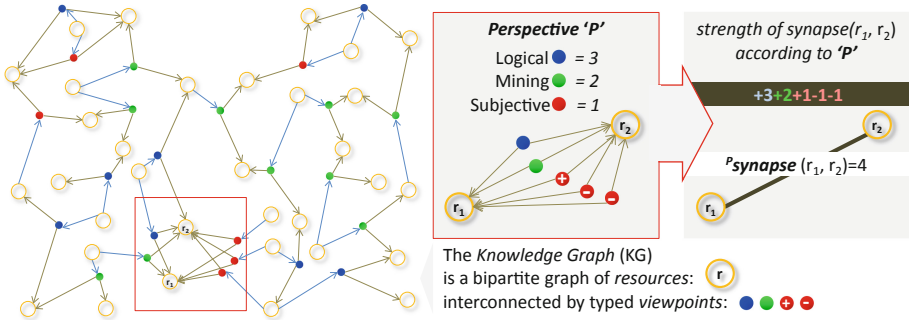 r2
r1
Perspective ‘P’
Logical = 3
Mining = 2
Subjective = 1
r2
+
-
-
r1
strength of synapse(r1, r2)
according to ‘P’
+3+2+1-1-1
r2
Psynapse (r1, r2)=4
r1
The Knowledge Graph (KG)
is a bipartite graph of resources: r
interconnected by typed viewpoints: + -